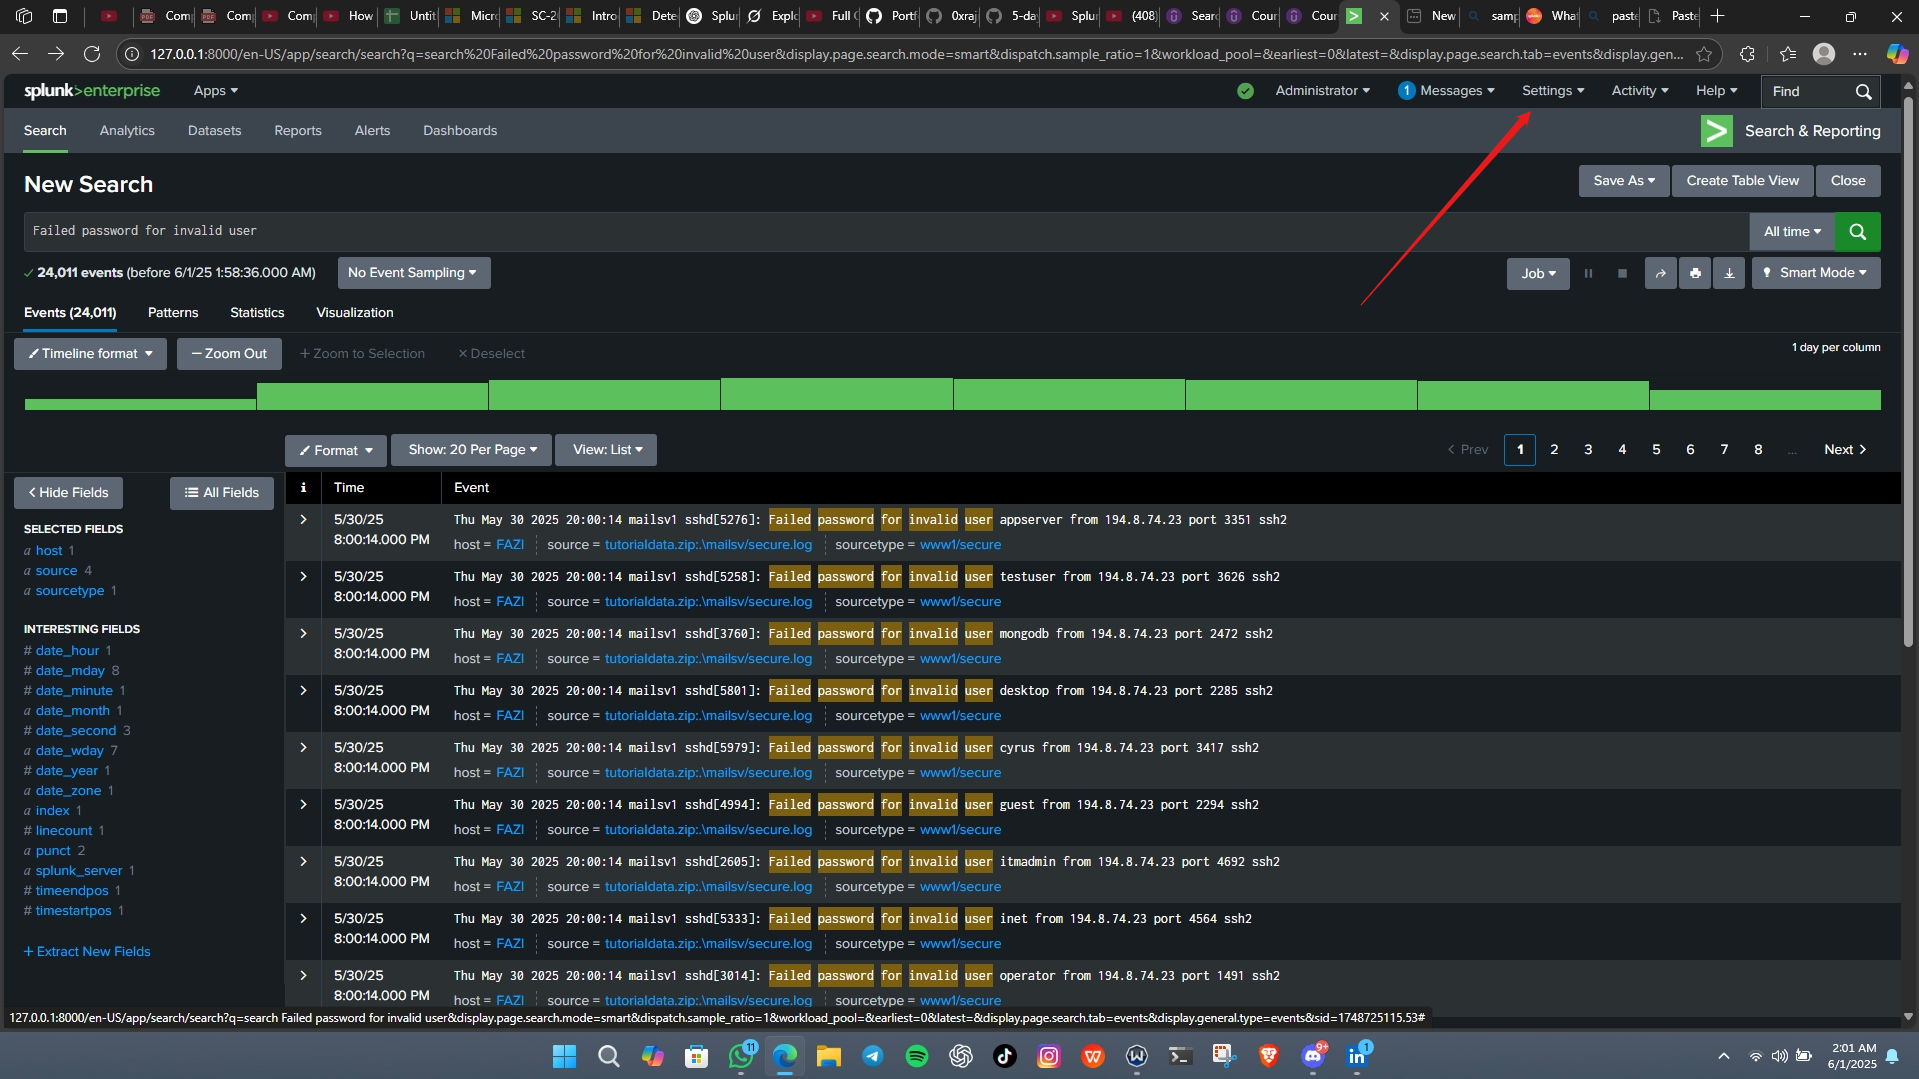 Com
Com
Com
How
Untit
Micr
SC-2
Intro
Dete
Splur
Explo
Full C
Portf
0xraj
5-da
Splur
(408)
Sear
Cour
Cour
New
samp
What
paste
Paste
127.0.0.1:8000/en-US/app/search/search?q=search%20Failed%20password%20for%20invalid%20user&display.page.search.mode=smart&dispatch.sample_ratio=1&workload_pool=&earliest=0&latest=&display.page.search.tab=events&display.gen...
splunk>enterprise Apps Administrator 1 Messages Settings Activity Help Find
Search Analytics Datasets Reports Alerts Dashboards > Search & Reporting
New Search Save As Create Table View Close
Failed password for invalid user All time
24,011 events (before 6/1/25 1:58:36.000 AM) No Event Sampling Job Smart Mode
Events (24,011) Patterns Statistics Visualization
Timeline format — Zoom Out + Zoom to Selection × Deselect 1 day per column
Format Show: 20 Per Page View: List < Prev 1 2 3 4 5 6 7 8 ... Next >
< Hide Fields All Fields
SELECTED FIELDS
a host 1
a source 4
a sourcetype 1
INTERESTING FIELDS
# date_hour 1
# date_mday 8
# date_minute 1
a date_month 1
# date_second 3
a date_wday 7
# date_year 1
a date_zone 1
a index 1
# linecount 1
a punct 2
a splunk_server 1
# timeendpos 1
# timestartpos 1
+ Extract New Fields
i Time Event
5/30/25 Thu May 30 2025 20:00:14 mailsv1 sshd[5276]: Failed password for invalid user appserver from 194.8.74.23 port 3351 ssh2
8:00:14.000 PM host = FAZI source = tutorialdata.zip:.\mailsv/secure.log sourcetype = www1/secure
5/30/25 Thu May 30 2025 20:00:14 mailsv1 sshd[5258]: Failed password for invalid user testuser from 194.8.74.23 port 3626 ssh2
8:00:14.000 PM host = FAZI source = tutorialdata.zip:.\mailsv/secure.log sourcetype = www1/secure
5/30/25 Thu May 30 2025 20:00:14 mailsv1 sshd[3760]: Failed password for invalid user mongodb from 194.8.74.23 port 2472 ssh2
8:00:14.000 PM host = FAZI source = tutorialdata.zip:.\mailsv/secure.log sourcetype = www1/secure
5/30/25 Thu May 30 2025 20:00:14 mailsv1 sshd[5801]: Failed password for invalid user desktop from 194.8.74.23 port 2285 ssh2
8:00:14.000 PM host = FAZI source = tutorialdata.zip:.\mailsv/secure.log sourcetype = www1/secure
5/30/25 Thu May 30 2025 20:00:14 mailsv1 sshd[5979]: Failed password for invalid user cyrus from 194.8.74.23 port 3417 ssh2
8:00:14.000 PM host = FAZI source = tutorialdata.zip:.\mailsv/secure.log sourcetype = www1/secure
5/30/25 Thu May 30 2025 20:00:14 mailsv1 sshd[4994]: Failed password for invalid user guest from 194.8.74.23 port 2294 ssh2
8:00:14.000 PM host = FAZI source = tutorialdata.zip:.\mailsv/secure.log sourcetype = www1/secure
5/30/25 Thu May 30 2025 20:00:14 mailsv1 sshd[2605]: Failed password for invalid user itmadmin from 194.8.74.23 port 4692 ssh2
8:00:14.000 PM host = FAZI source = tutorialdata.zip:.\mailsv/secure.log sourcetype = www1/secure
5/30/25 Thu May 30 2025 20:00:14 mailsv1 sshd[5333]: Failed password for invalid user inet from 194.8.74.23 port 4564 ssh2
8:00:14.000 PM host = FAZI source = tutorialdata.zip:.\mailsv/secure.log sourcetype = www1/secure
5/30/25 Thu May 30 2025 20:00:14 mailsv1 sshd[3014]: Failed password for invalid user operator from 194.8.74.23 port 1491 ssh2
8:00:14.000 PM host = FAZI source = tutorialdata.zip:.\mailsv/secure.log sourcetype = www1/secure
127.0.0.1:8000/en-US/app/search/search?q=search Failed password for invalid user&display.page.search.mode=smart&dispatch.sample_ratio=1&workload_pool=&earliest=0&latest=&display.page.search.tab=events&display.general.type=events&sid=1748725115.53#
11
9+
1
2:01 AM
6/1/2025